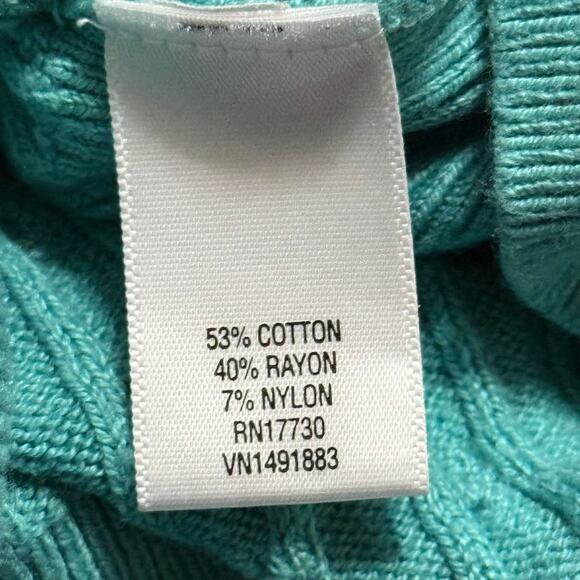 53% COTTON
40% RAYON
7% NYLON
RN17730
VN1491883